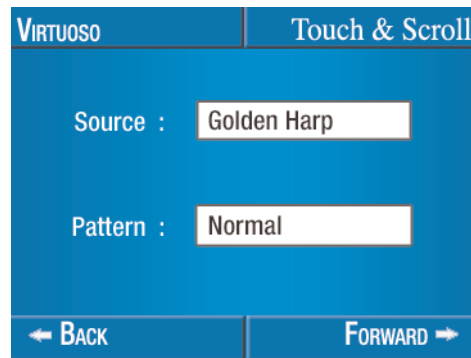 VIRTUOSO Touch & Scroll
Source : Golden Harp
Pattern : Normal
BACK FORWARD